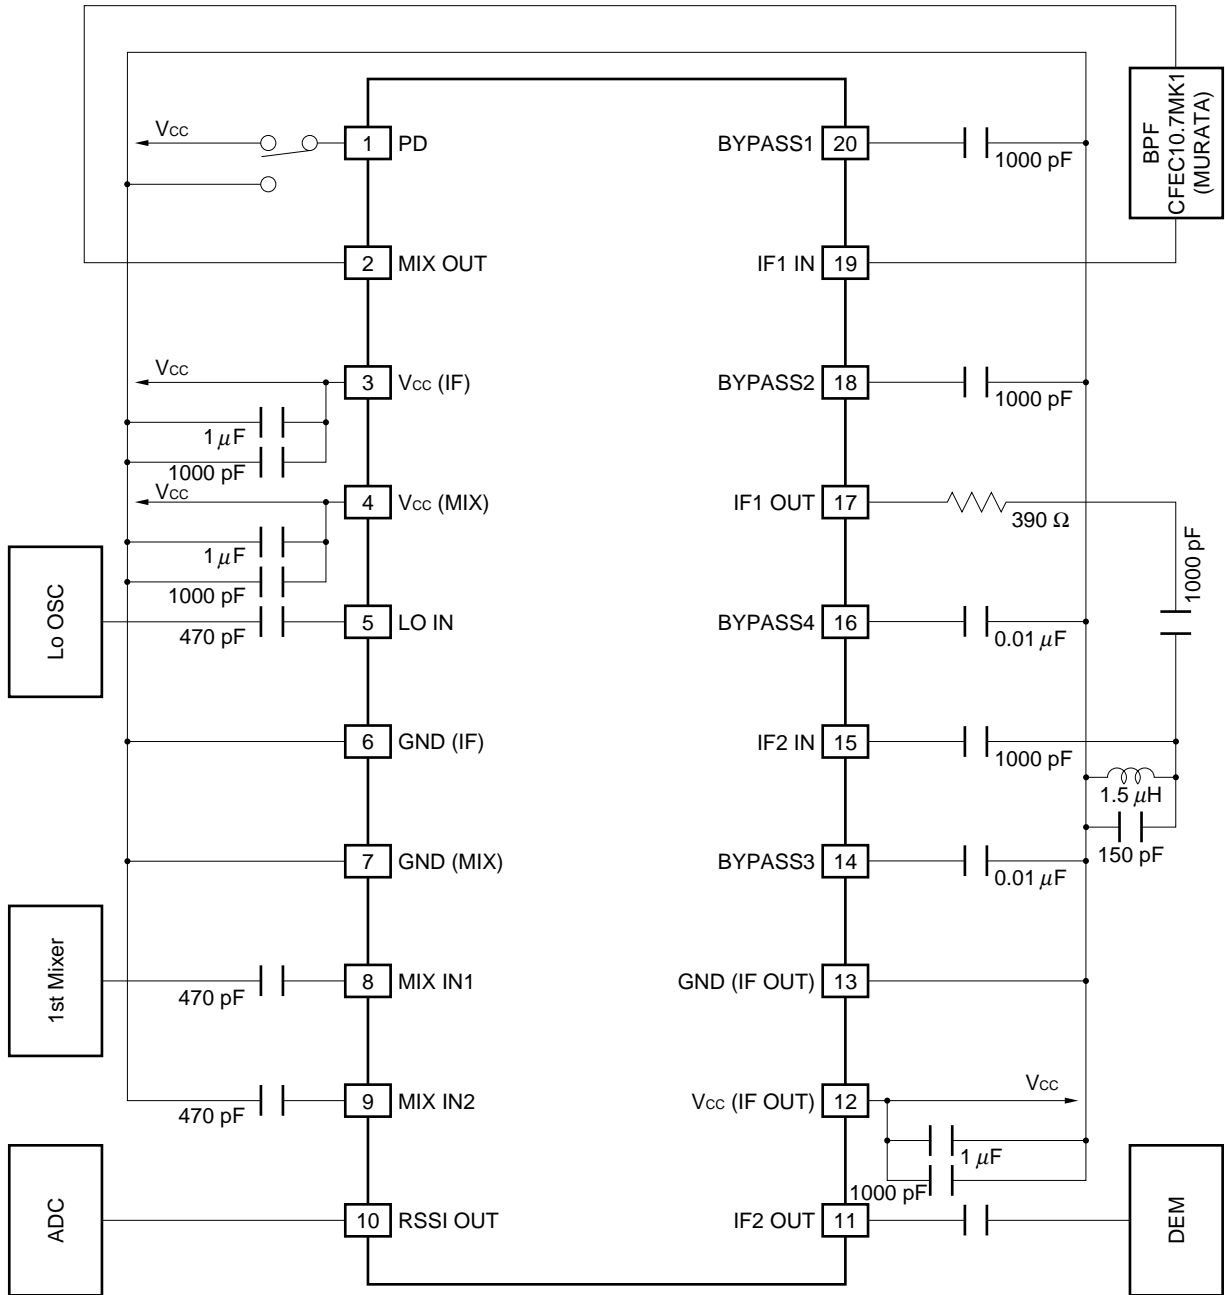 VCC
1 PD
2 MIX OUT
VCC
3 VCC (IF)
1 μF
1000 pF
VCC
4 VCC (MIX)
1 μF
1000 pF
Lo OSC
470 pF
5 LO IN
6 GND (IF)
7 GND (MIX)
1st Mixer
470 pF
8 MIX IN1
470 pF
9 MIX IN2
ADC
10 RSSI OUT
BYPASS1 20
1000 pF
BPF
CFEC10.7MK1
(MURATA)
IF1 IN 19
BYPASS2 18
1000 pF
IF1 OUT 17
390 Ω
1000 pF
BYPASS4 16
0.01 μF
IF2 IN 15
1000 pF
1.5 μH
150 pF
BYPASS3 14
0.01 μF
GND (IF OUT) 13
VCC (IF OUT) 12
VCC
1 μF
1000 pF
IF2 OUT 11
DEM